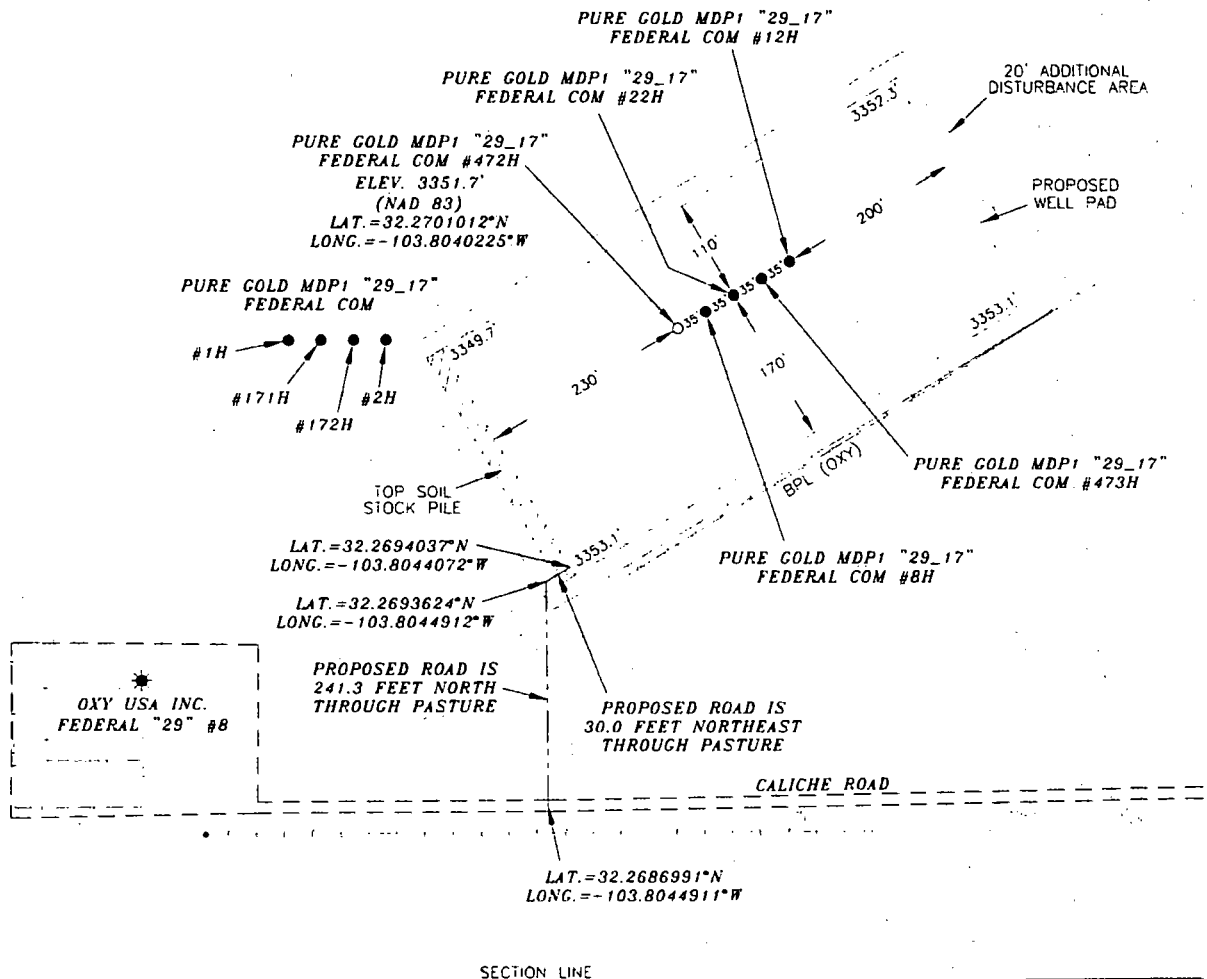 PURE GOLD MDP1 "29_17"
FEDERAL COM #12H
PURE GOLD MDP1 "29_17"
FEDERAL COM #22H
20' ADDITIONAL
DISTURBANCE AREA
3352.3'
PURE GOLD MDP1 "29_17"
FEDERAL COM #472H
ELEV. 3351.7'
(NAD 83)
LAT.=32.2701012°N
LONG.=-103.8040225°W
PROPOSED
WELL PAD
200'
110'
35'
35'
35'
35'
PURE GOLD MDP1 "29_17"
FEDERAL COM
#1H
#171H
#172H
#2H
3349.7'
3353.1'
230'
170'
BPL (OXY)
PURE GOLD MDP1 "29_17"
FEDERAL COM #473H
TOP SOIL
STOCK PILE
LAT.=32.2694037°N
LONG.=-103.8044072°W
3353.1'
PURE GOLD MDP1 "29_17"
FEDERAL COM #8H
LAT.=32.2693624°N
LONG.=-103.8044912°W
PROPOSED ROAD IS
241.3 FEET NORTH
THROUGH PASTURE
PROPOSED ROAD IS
30.0 FEET NORTHEAST
THROUGH PASTURE
OXY USA INC.
FEDERAL "29" #8
CALICHE ROAD
LAT.=32.2686991°N
LONG.=-103.8044911°W
SECTION LINE